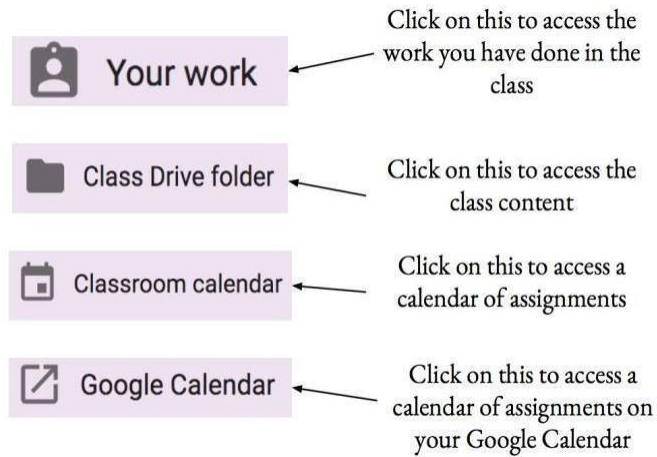 Your work
Click on this to access the
work you have done in the
class
Class Drive folder
Click on this to access the
class content
Classroom calendar
Click on this to access a
calendar of assignments
Google Calendar
Click on this to access a
calendar of assignments on
your Google Calendar